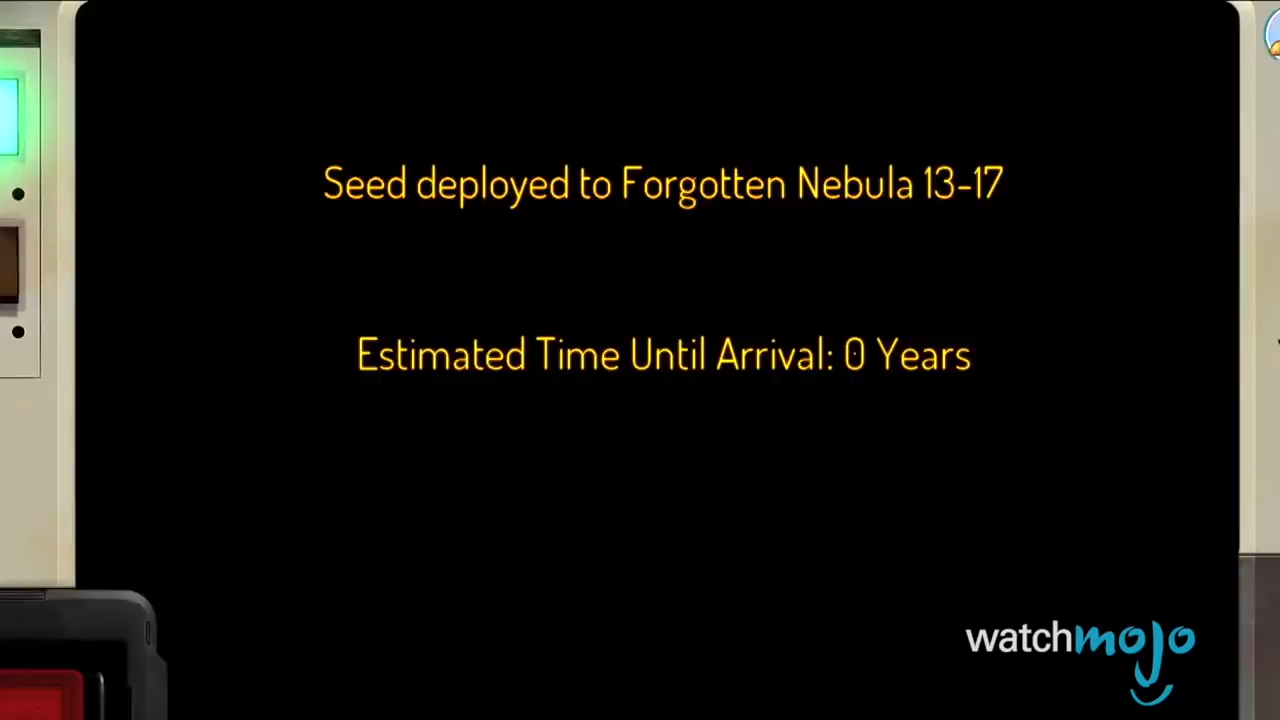 Seed deployed to Forgotten Nebula 13-17
Estimated Time Until Arrival: 0 Years
watchmojo